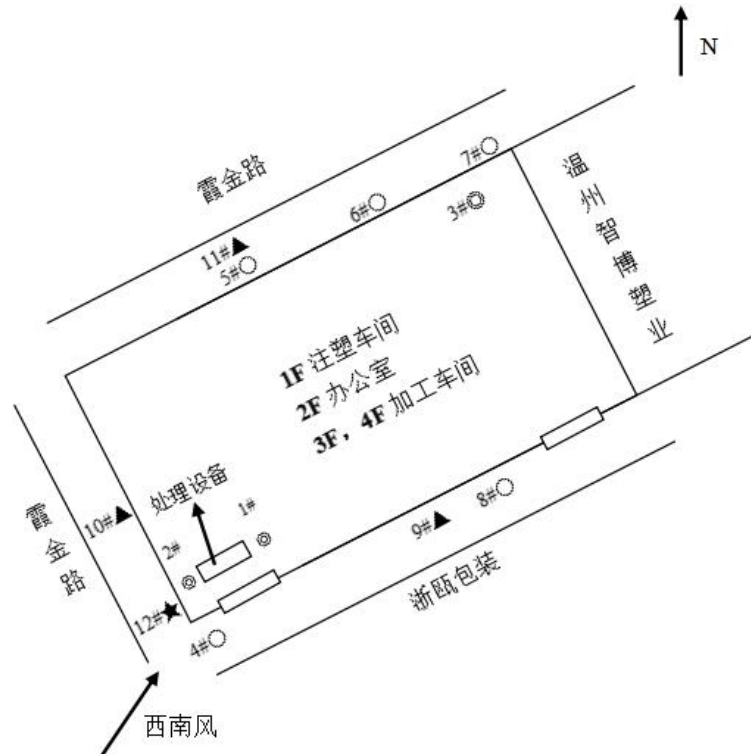 N
霞金路
7#
6#
3#
温州智博塑业
11#
5#
1F 注塑车间
2F 办公室
3F，4F 加工车间
处理设备
霞金路
10#
1#
2#
9#
8#
浙瓯包装
12#
4#
西南风